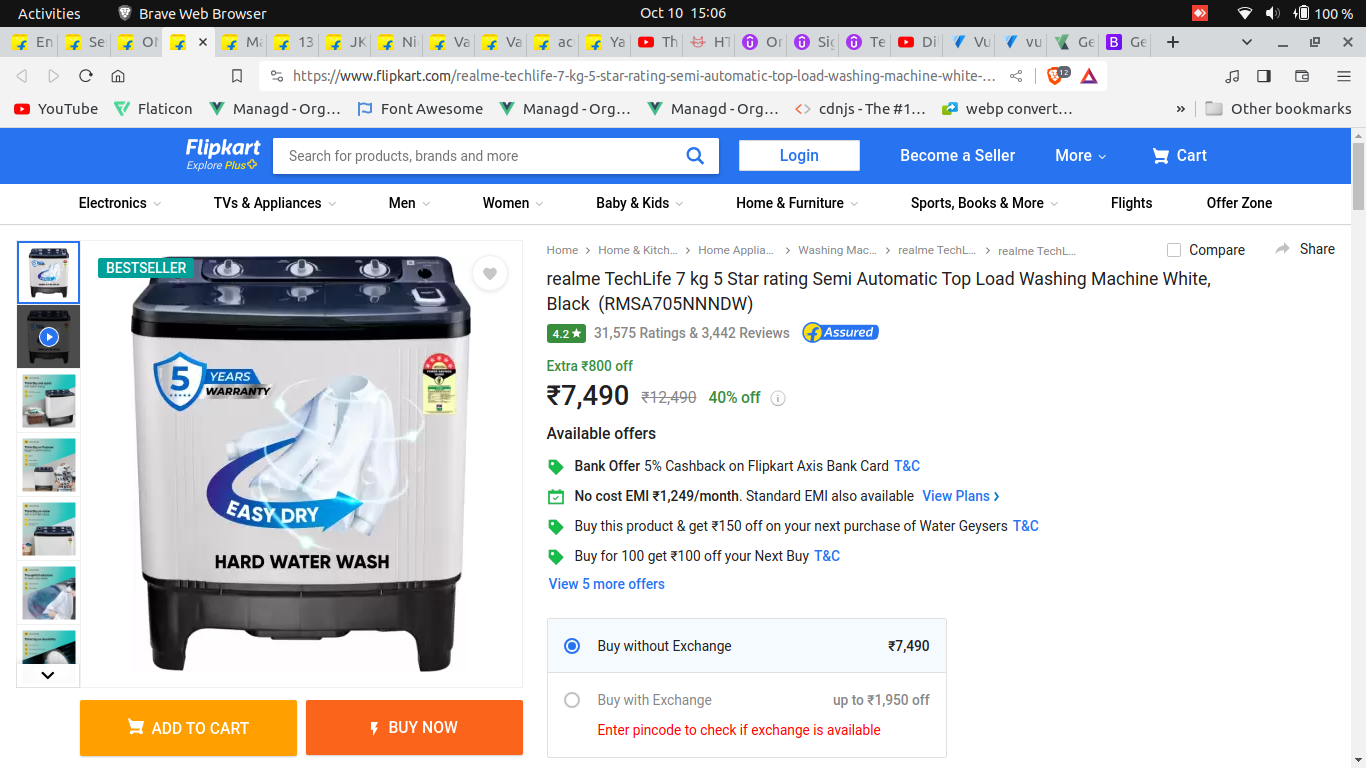 Activities Brave Web Browser Oct 10 15:06 100 %
En Se Ol Ma 13 JK Ni Va Va ac Ya Th HT Or Sig Te Di Vu vu Ge Ge
https://www.flipkart.com/realme-techlife-7-kg-5-star-rating-semi-automatic-top-load-washing-machine-white-... 12
YouTube Flaticon Managd - Org... Font Awesome Managd - Org... Managd - Org... cdnjs - The #1... webp convert... » Other bookmarks
Flipkart
Explore Plus
Search for products, brands and more
Login Become a Seller More Cart
Electronics TVs & Appliances Men Women Baby & Kids Home & Furniture Sports, Books & More Flights Offer Zone
BESTSELLER
5 YEARS
WARRANTY
EASY DRY
HARD WATER WASH
ADD TO CART BUY NOW
Home Home & Kitch... Home Applia... Washing Mac... realme TechL... realme TechL...
Compare Share
realme TechLife 7 kg 5 Star rating Semi Automatic Top Load Washing Machine White,
Black (RMSA705NNNDW)
4.2★ 31,575 Ratings & 3,442 Reviews Assured
Extra ₹800 off
₹7,490 ₹12,490 40% off
Available offers
Bank Offer 5% Cashback on Flipkart Axis Bank Card T&C
No cost EMI ₹1,249/month. Standard EMI also available View Plans
Buy this product & get ₹150 off on your next purchase of Water Geysers T&C
Buy for 100 get ₹100 off your Next Buy T&C
View 5 more offers
Buy without Exchange ₹7,490
Buy with Exchange up to ₹1,950 off
Enter pincode to check if exchange is available